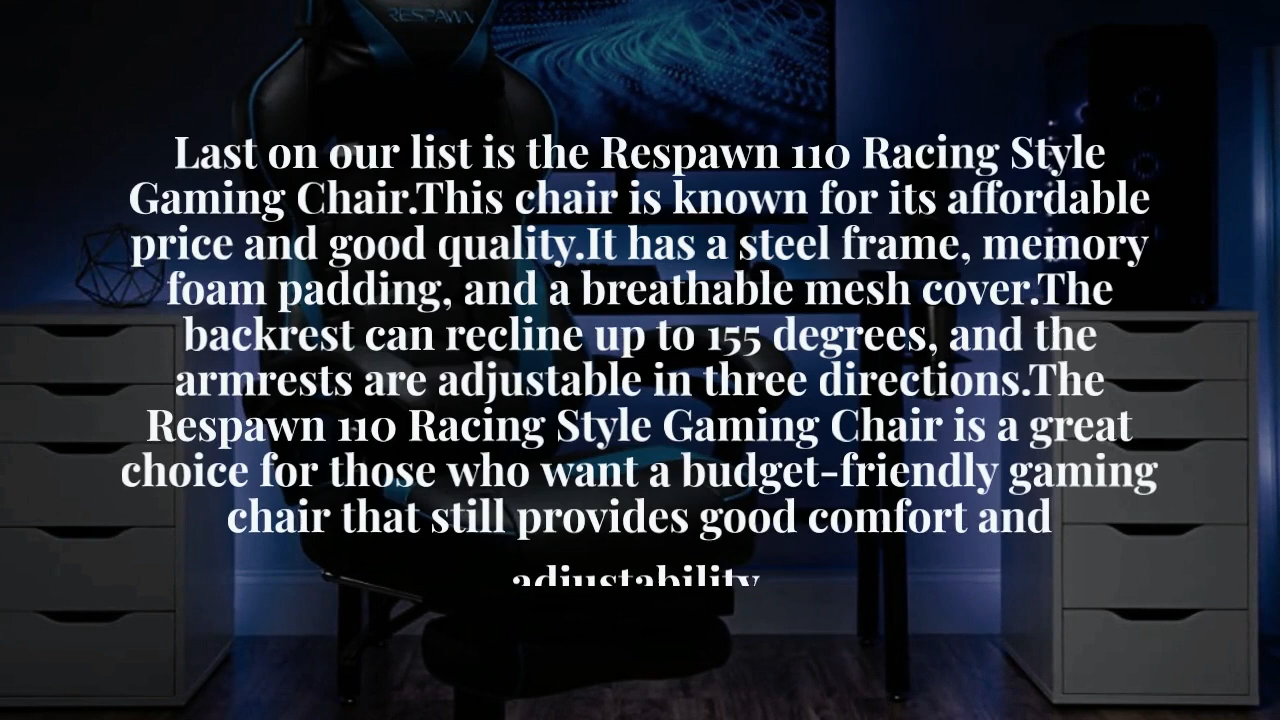 RESPAWN
Last on our list is the Respawn 110 Racing Style
Gaming Chair.This chair is known for its affordable
price and good quality.It has a steel frame, memory
foam padding, and a breathable mesh cover.The
backrest can recline up to 155 degrees, and the
armrests are adjustable in three directions.The
Respawn 110 Racing Style Gaming Chair is a great
choice for those who want a budget-friendly gaming
chair that still provides good comfort and
adjustability